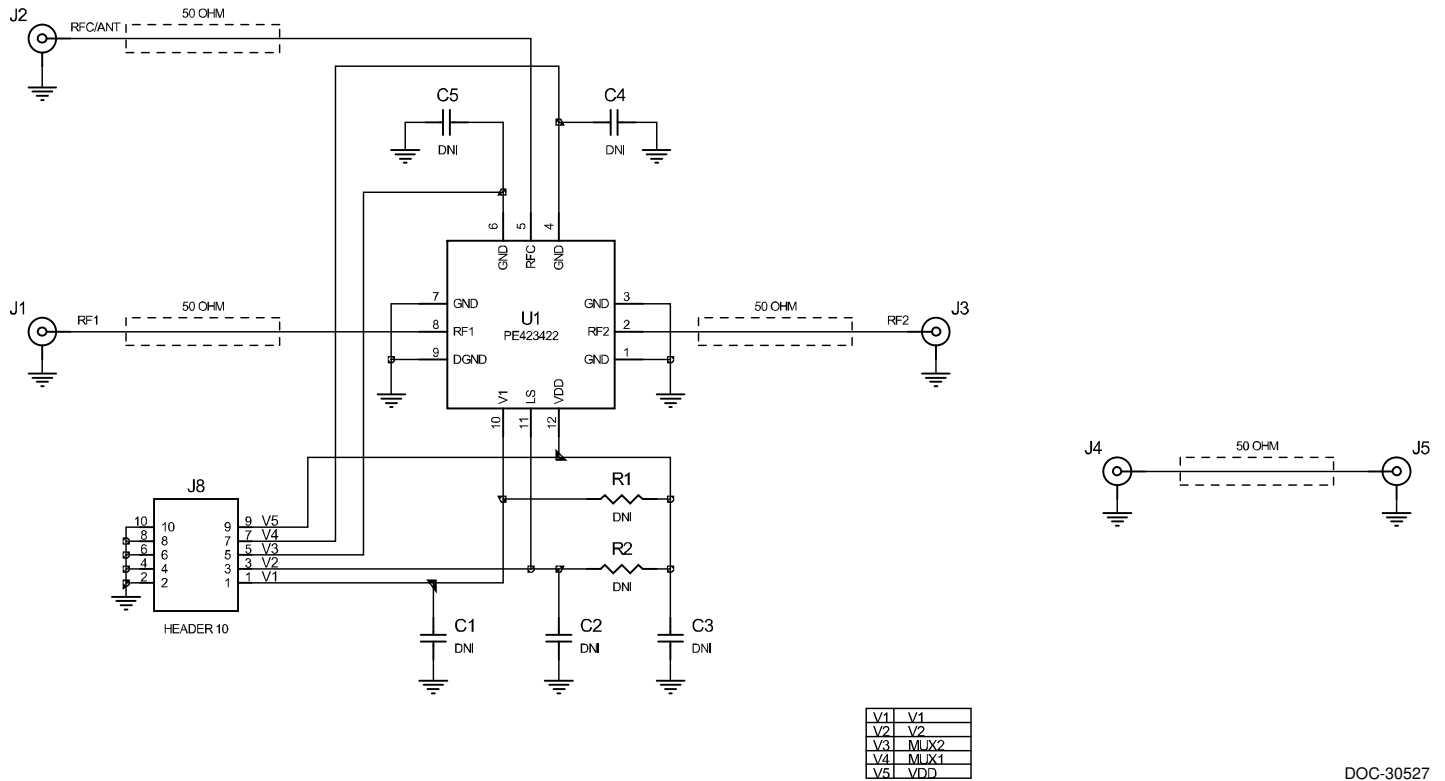 J2
RFC/ANT
50 OHM
C5
DNI
C4
DNI
6
5
4
GND
RFC
GND
J1
RF1
50 OHM
7
GND
8
RF1
9
DGND
U1
PE423422
GND
3
RF2
2
GND
1
50 OHM
RF2
J3
V1
LS
VDD
10
11
12
J4
50 OHM
J5
J8
10 10 9 9 V5
8 8 7 7 V4
6 6 5 5 V3
4 4 3 3 V2
2 2 1 1 V1
HEADER 10
R1
DNI
R2
DNI
C1
DNI
C2
DNI
C3
DNI
V1 V1
V2 V2
V3 MUX2
V4 MUX1
V5 VDD
DOC-30527